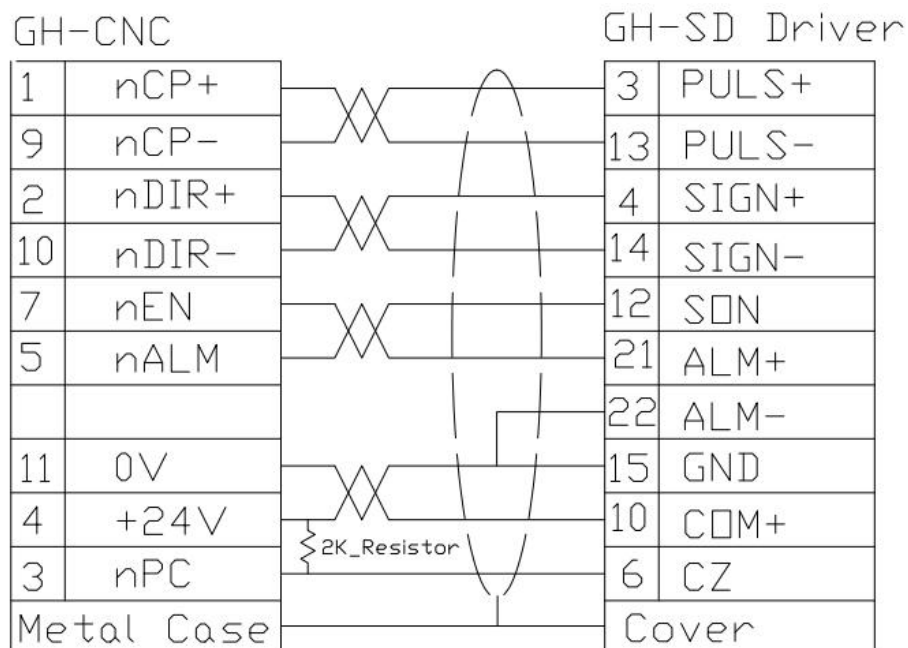 GH-CNC GH-SD Driver
1 nCP+ 3 PULS+
9 nCP- 13 PULS-
2 nDIR+ 4 SIGN+
10 nDIR- 14 SIGN-
7 nEN 12 SON
5 nALM 21 ALM+
22 ALM-
11 0V 15 GND
4 +24V 10 COM+
2K_Resistor
3 nPC 6 CZ
Metal Case Cover